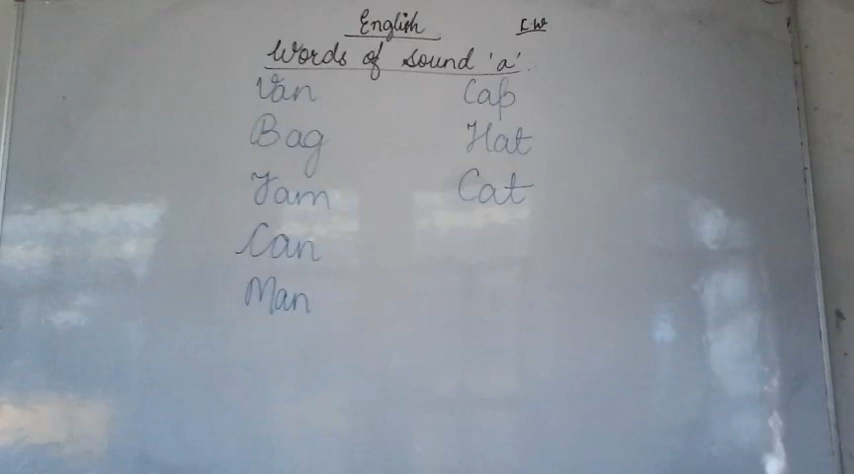 English C.W
Words of sound 'a'.
Van Cap
Bag Hat
Jam Cat
Can
Man